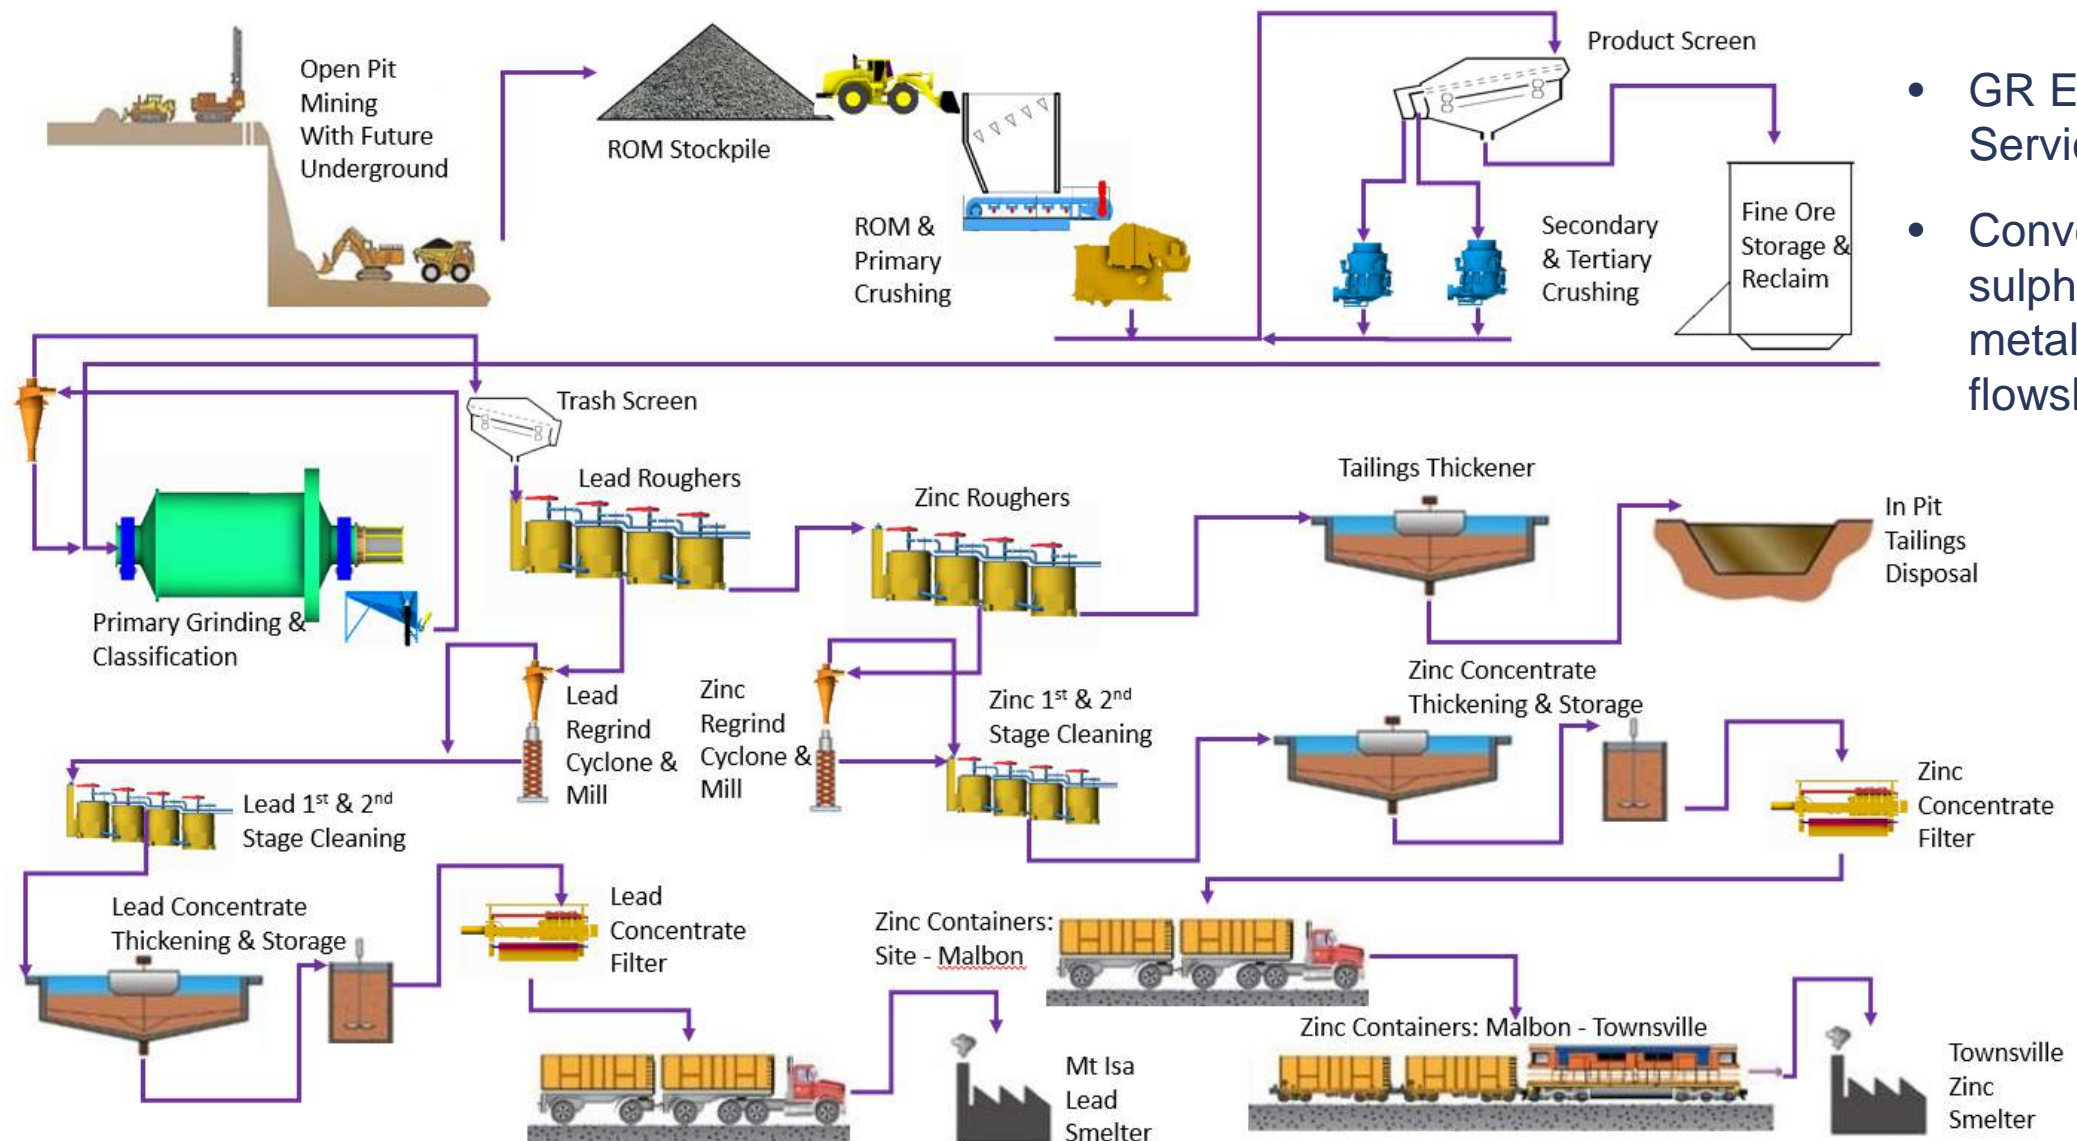 Open Pit
Mining
With Future
Underground
ROM Stockpile
ROM &
Primary
Crushing
Product Screen
Secondary
& Tertiary
Crushing
Fine Ore
Storage &
Reclaim
• GR E
Servi
• Conv
sulph
metal
flows
Trash Screen
Primary Grinding &
Classification
Lead Roughers
Zinc Roughers
Tailings Thickener
In Pit
Tailings
Disposal
Lead
Regrind
Cyclone &
Mill
Zinc
Regrind
Cyclone &
Mill
Zinc 1st & 2nd
Stage Cleaning
Zinc Concentrate
Thickening & Storage
Zinc
Concentrate
Filter
Lead 1st & 2nd
Stage Cleaning
Lead Concentrate
Thickening & Storage
Lead
Concentrate
Filter
Zinc Containers:
Site - Malbon
Zinc Containers: Malbon - Townsville
Mt Isa
Lead
Smelter
Townsville
Zinc
Smelter